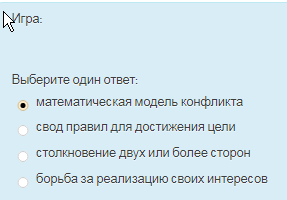 Игра:
Выберите один ответ:
математическая модель конфликта
свод правил для достижения цели
столкновение двух или более сторон
борьба за реализацию своих интересов